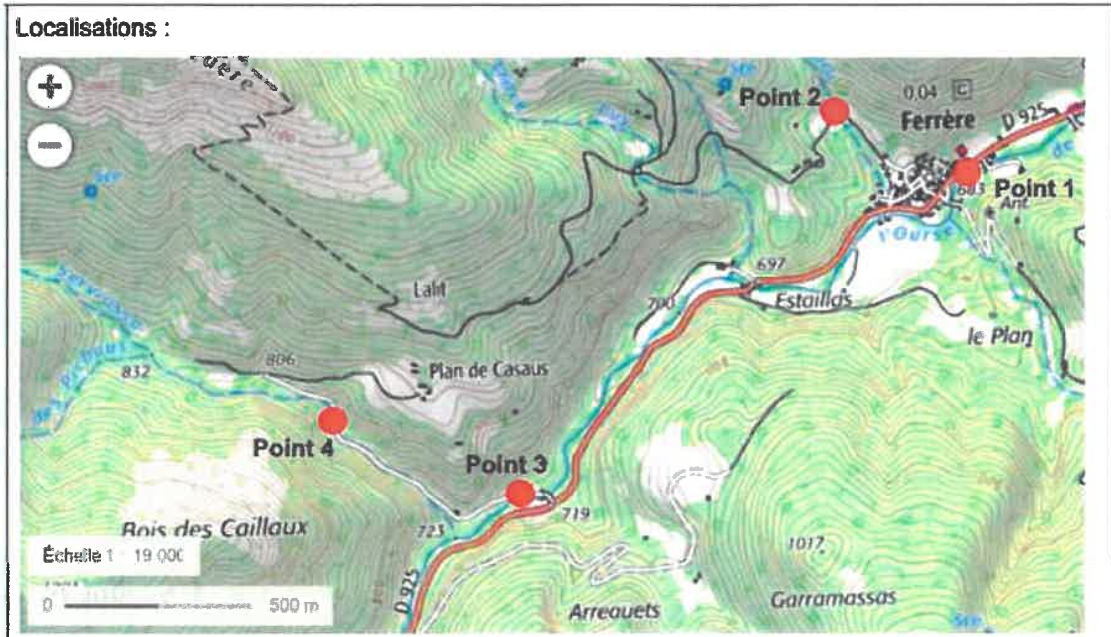 Localisations :
+
−
Point 2
0,04 C
Ferrère
D 925
Point 1
683
Ant.
l'Ourse
697
700
Estaillas
le Plan
Lalit
806
Plan de Casaus
832
Point 4
Point 3
719
723
Bois des Caillaux
Échelle 1 : 19 000
0 500 m
D 925
1017
Arreauets
Garramassas